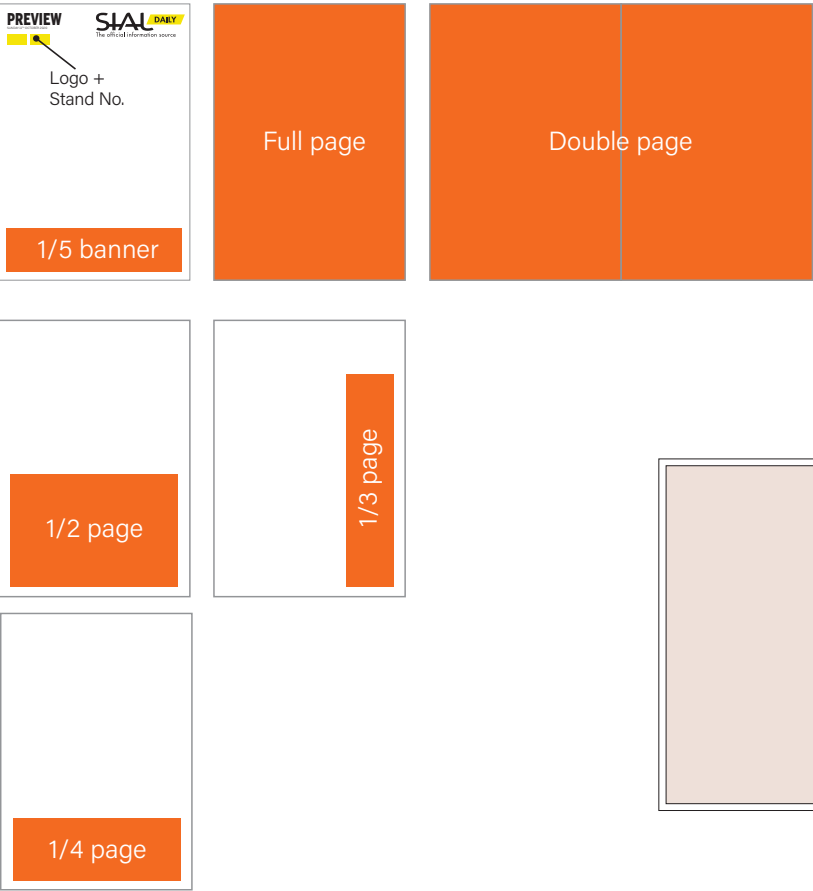 PREVIEW
SIAL DAILY
The official information source
Logo +
Stand No.
1/5 banner
Full page
Double page
1/2 page
1/3 page
1/4 page